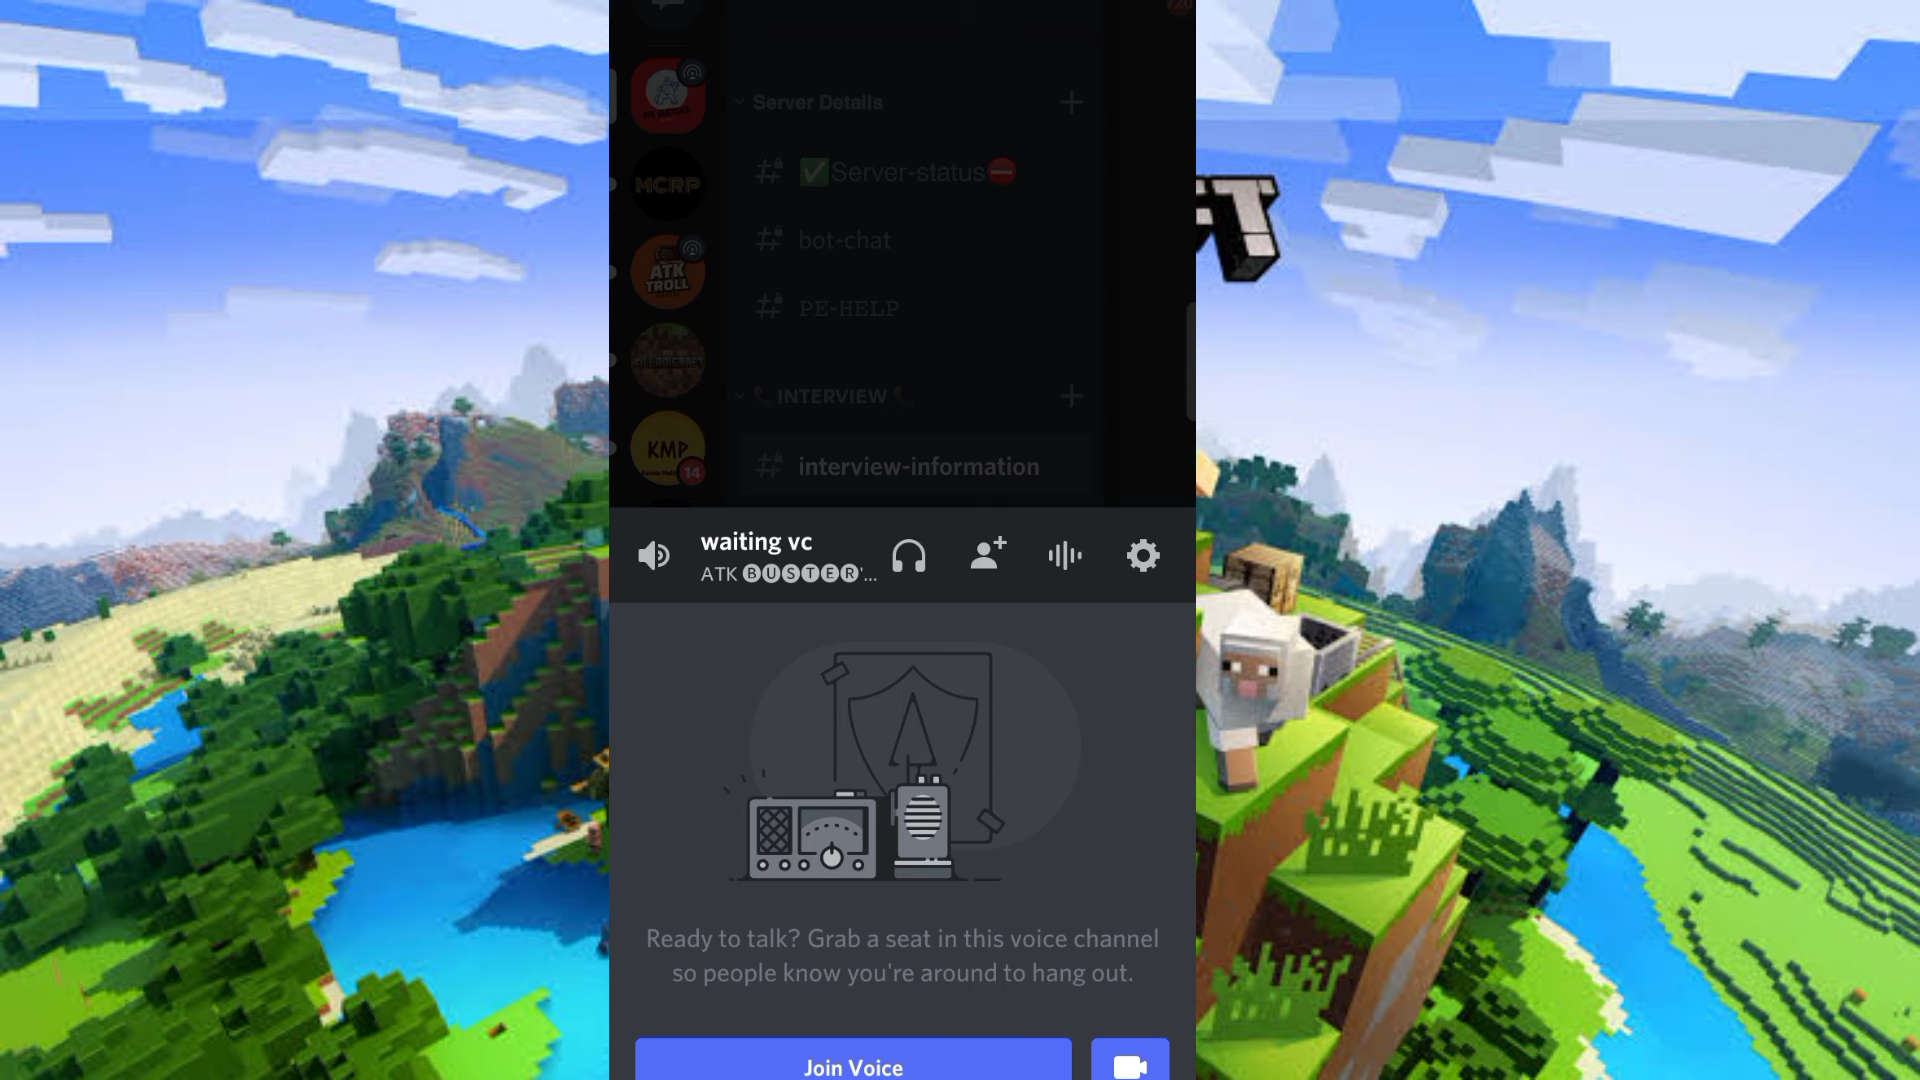 720
Server Details
✅Server-status⛔
MCRP
bot-chat
ATK
TROLL
PE-HELP
📞INTERVIEW 📞
KMP
14
interview-information
waiting vc
ATK 🅑🅤🅢🅣🅔🅡'...
Ready to talk? Grab a seat in this voice channel
so people know you're around to hang out.
Join Voice